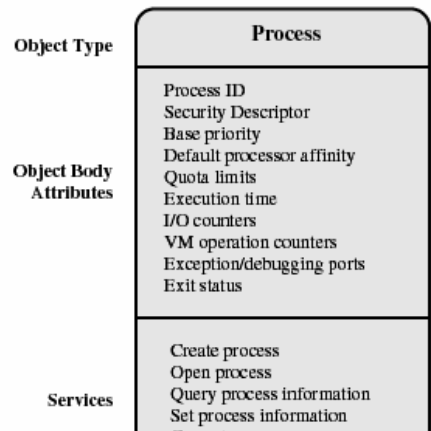 Object Type
Process
Object Body
Attributes
Process ID
Security Descriptor
Base priority
Default processor affinity
Quota limits
Execution time
I/O counters
VM operation counters
Exception/debugging ports
Exit status
Services
Create process
Open process
Query process information
Set process information